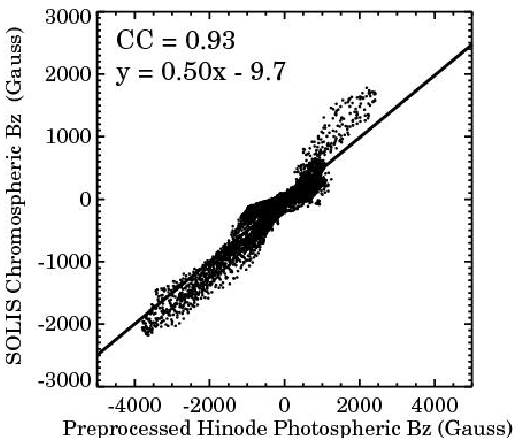 3000
CC = 0.93
y = 0.50x - 9.7
2000
1000
0
-1000
-2000
-3000
SOLIS Chromospheric Bz (Gauss)
-4000 -2000 0 2000 4000
Preprocessed Hinode Photospheric Bz (Gauss)